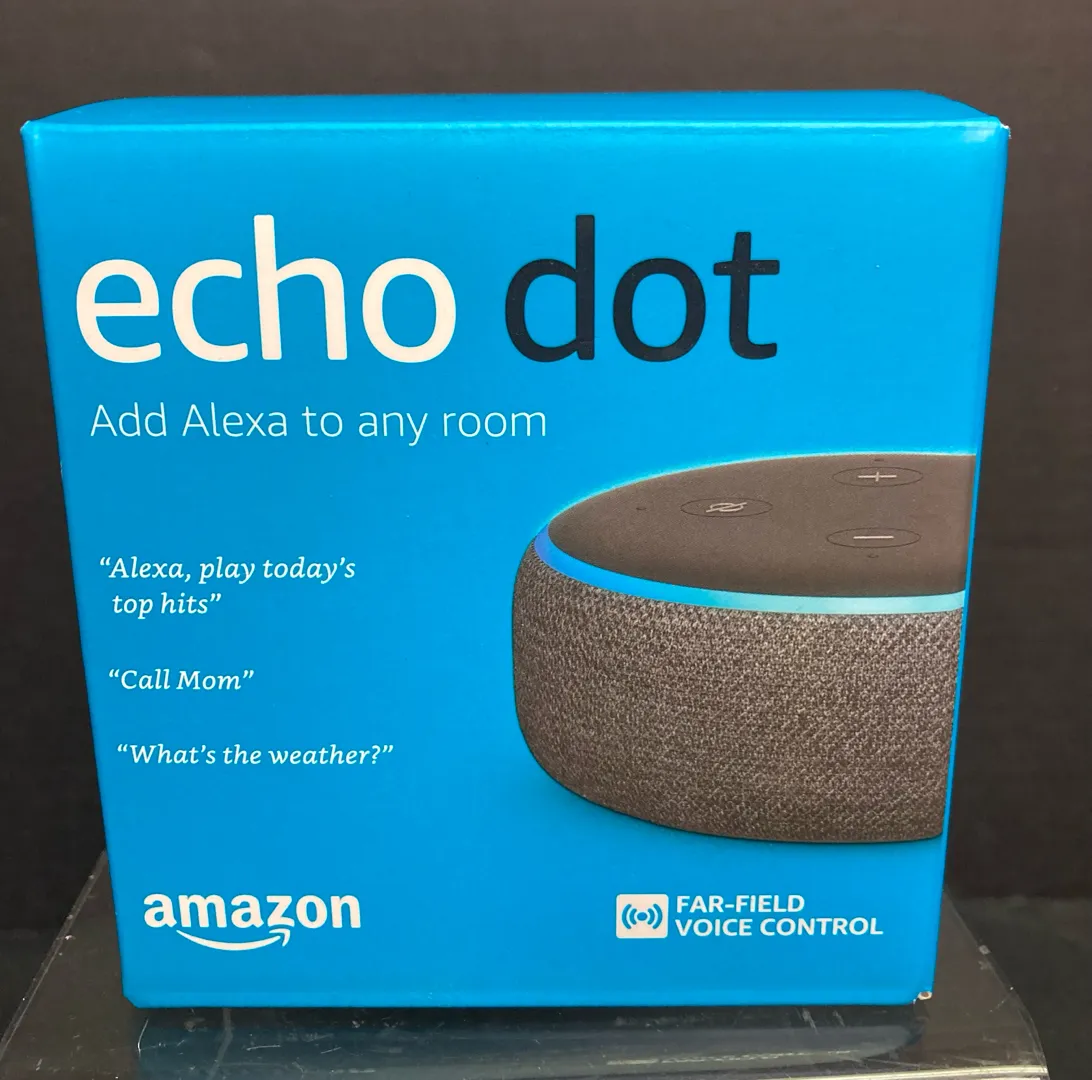 echo dot
Add Alexa to any room
“Alexa, play today’s
top hits”
“Call Mom”
“What’s the weather?”
amazon
FAR-FIELD
VOICE CONTROL